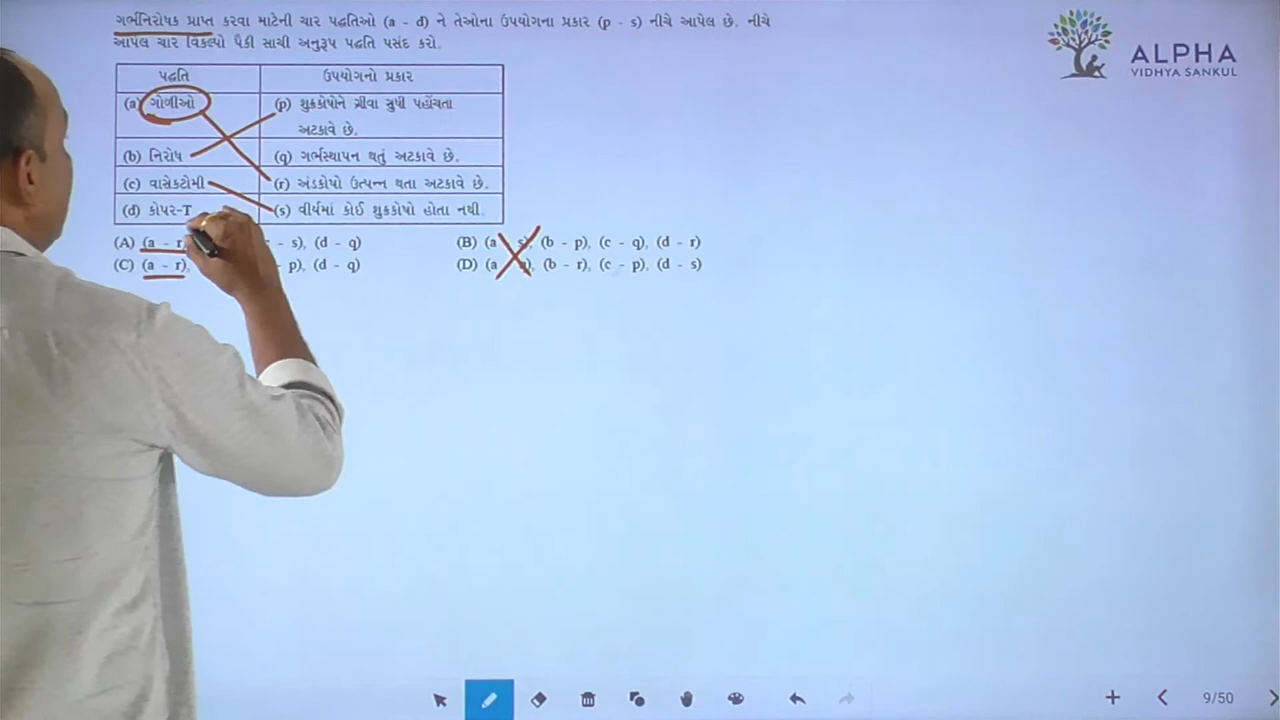 ગર્ભનિરોધક પ્રાપ્ત કરવા માટેની ચાર પદ્ધતિઓ (a - d) ને તેઓના ઉપયોગના પ્રકાર (p - s) નીચે આપેલ છે. નીચે
આપેલ ચાર વિકલ્પો પૈકી સાચી અનુરૂપ પદ્ધતિ પસંદ કરો.
ALPHA
VIDHYA SANKUL
પદ્ધતિ ઉપયોગનો પ્રકાર
(a) ગોળીઓ (p) શુક્રકોષોને ગ્રીવા સુધી પહોંચતા
અટકાવે છે.
(b) નિરોધ (q) ગર્ભસ્થાપન થતું અટકાવે છે.
(c) વાસેક્ટોમી (r) અંડકોષો ઉત્પન્ન થતા અટકાવે છે.
(d) કોપર-T (s) વીર્યમાં કોઈ શુક્રકોષો હોતા નથી.
(A) (a - r - s), (d - q) (B) (a s), (b - p), (c - q), (d - r)
(C) (a - r), p), (d - q) (D) (a (b - r), (c - p), (d - s)
9/50